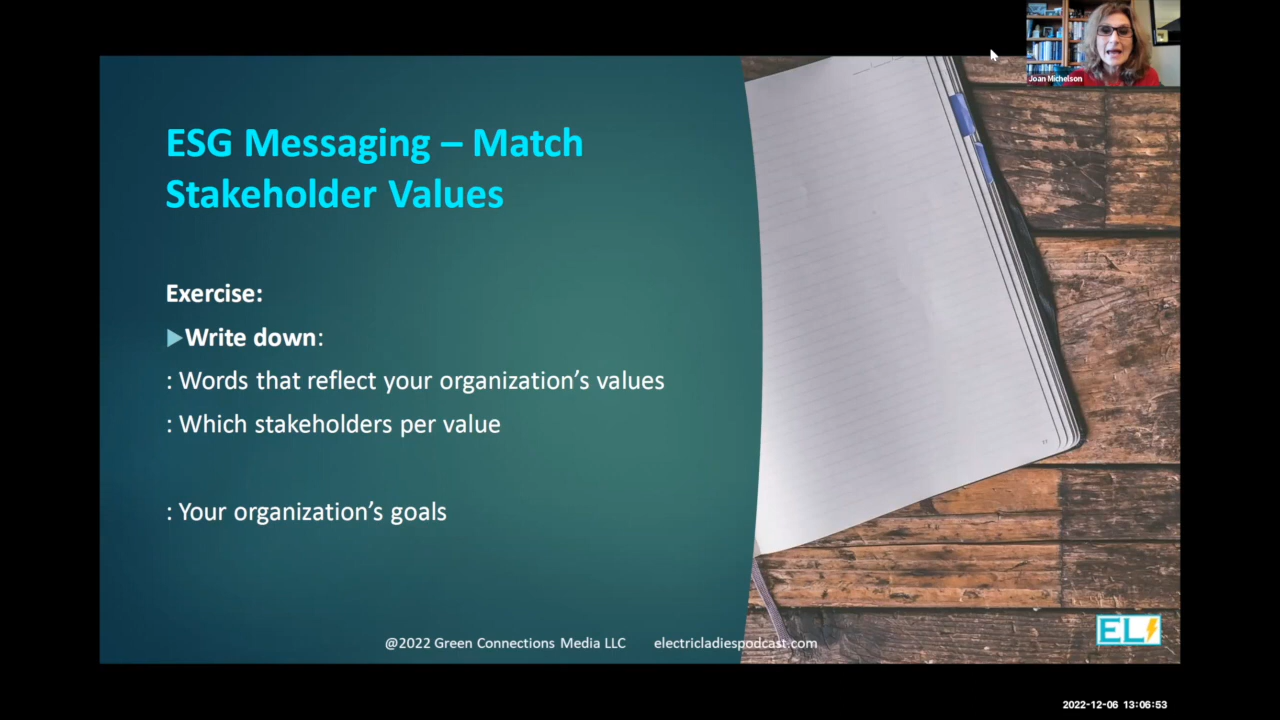 Joan Michelson
ESG Messaging – Match
Stakeholder Values
Exercise:
Write down:
: Words that reflect your organization’s values
: Which stakeholders per value
: Your organization’s goals
@2022 Green Connections Media LLC electricladiespodcast.com
EL
2022-12-06 13:06:53